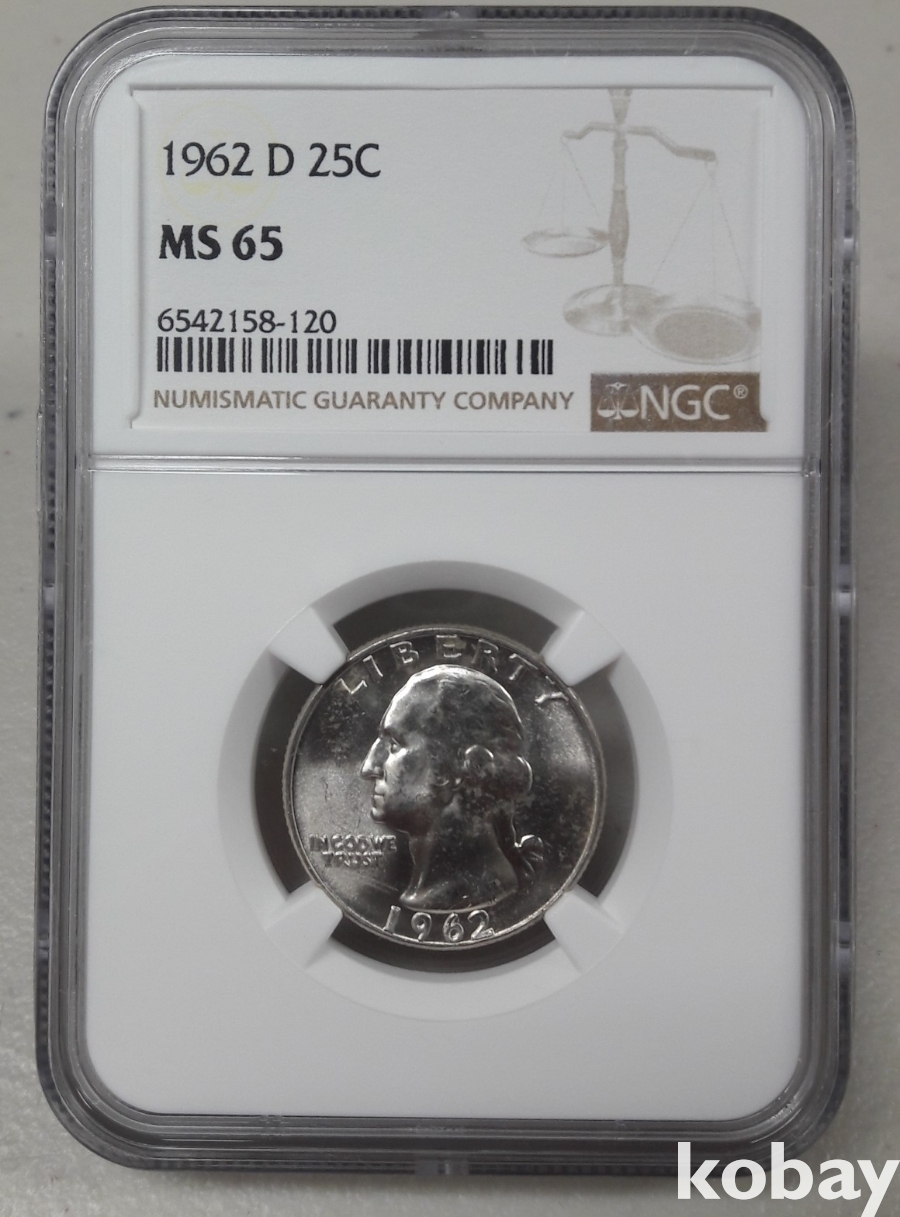 1962 D 25C
MS 65
6542158-120
NUMISMATIC GUARANTY COMPANY
NGC®
LIBERTY
IN GOD WE
TRUST
1962
kobay